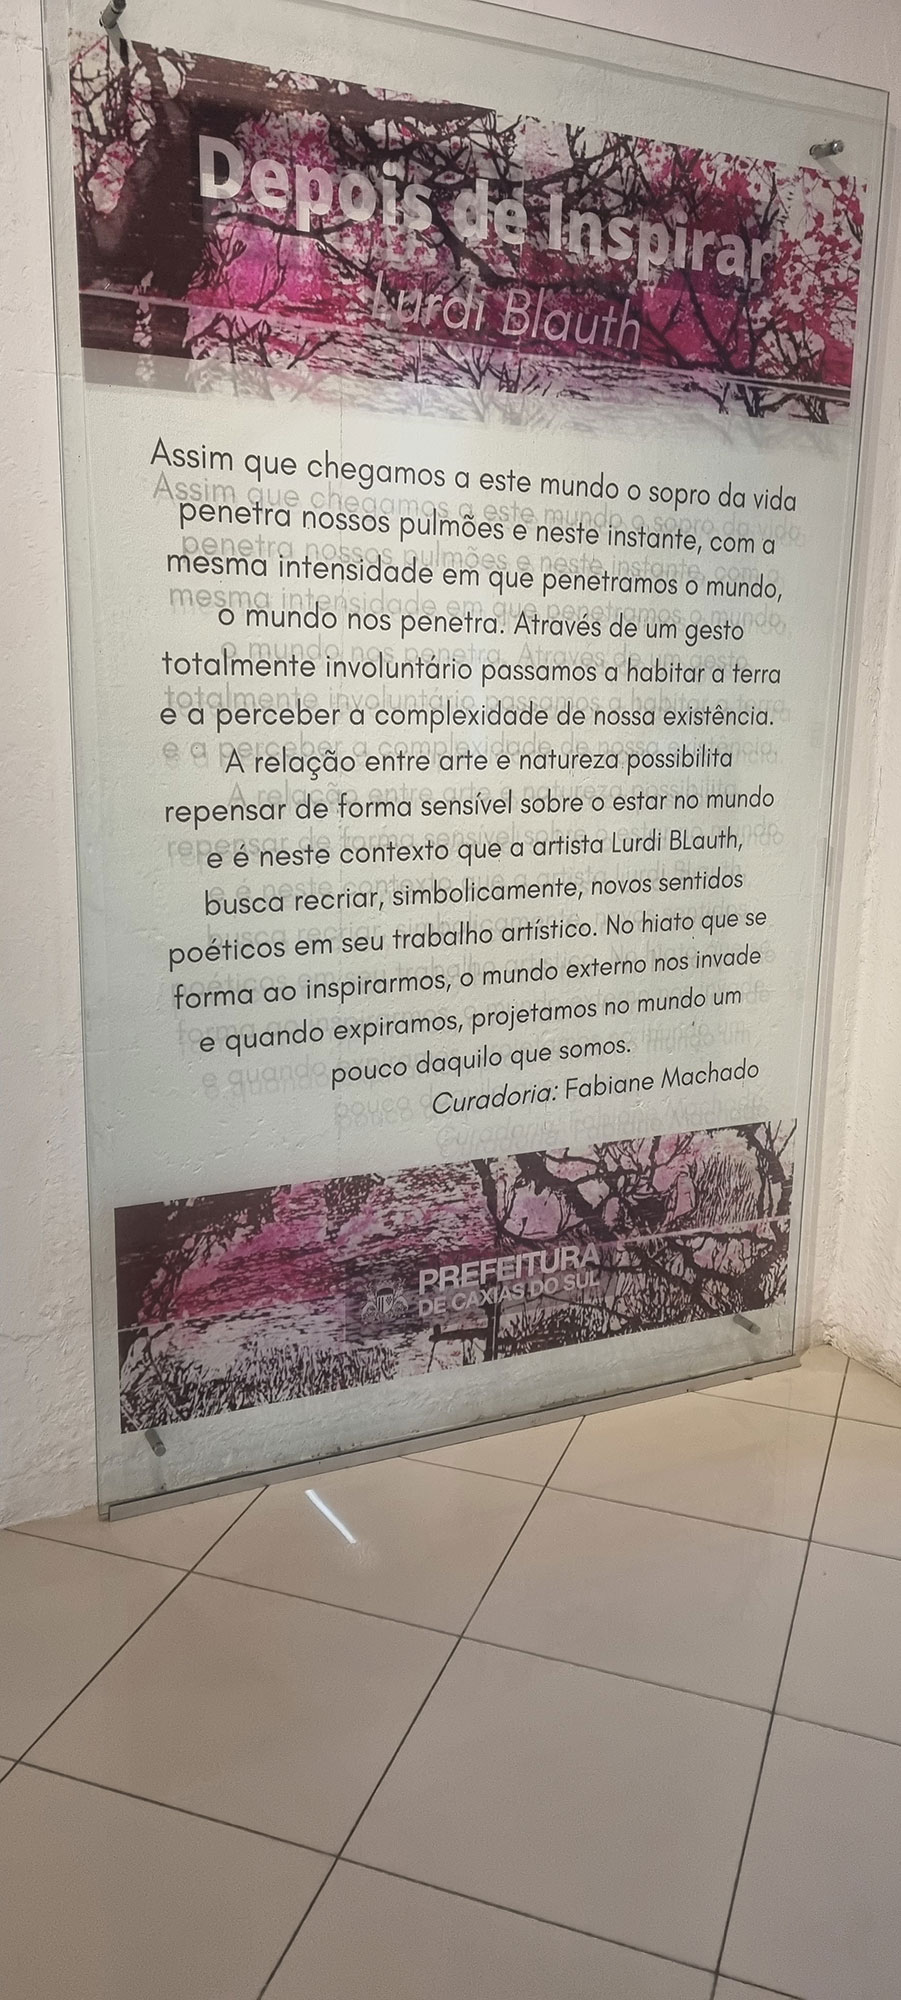 Depois de Inspirar
Lurdi Blauth
Assim que chegamos a este mundo o sopro da vida
penetra nossos pulmões e neste instante, com a
mesma intensidade em que penetramos o mundo,
o mundo nos penetra. Através de um gesto
totalmente involuntário passamos a habitar a terra
e a perceber a complexidade de nossa existência.
A relação entre arte e natureza possibilita
repensar de forma sensível sobre o estar no mundo
e é neste contexto que a artista Lurdi BLauth,
busca recriar, simbolicamente, novos sentidos
poéticos em seu trabalho artístico. No hiato que se
forma ao inspirarmos, o mundo externo nos invade
e quando expiramos, projetamos no mundo um
pouco daquilo que somos.
Curadoria: Fabiane Machado
PREFEITURA
DE CAXIAS DO SUL